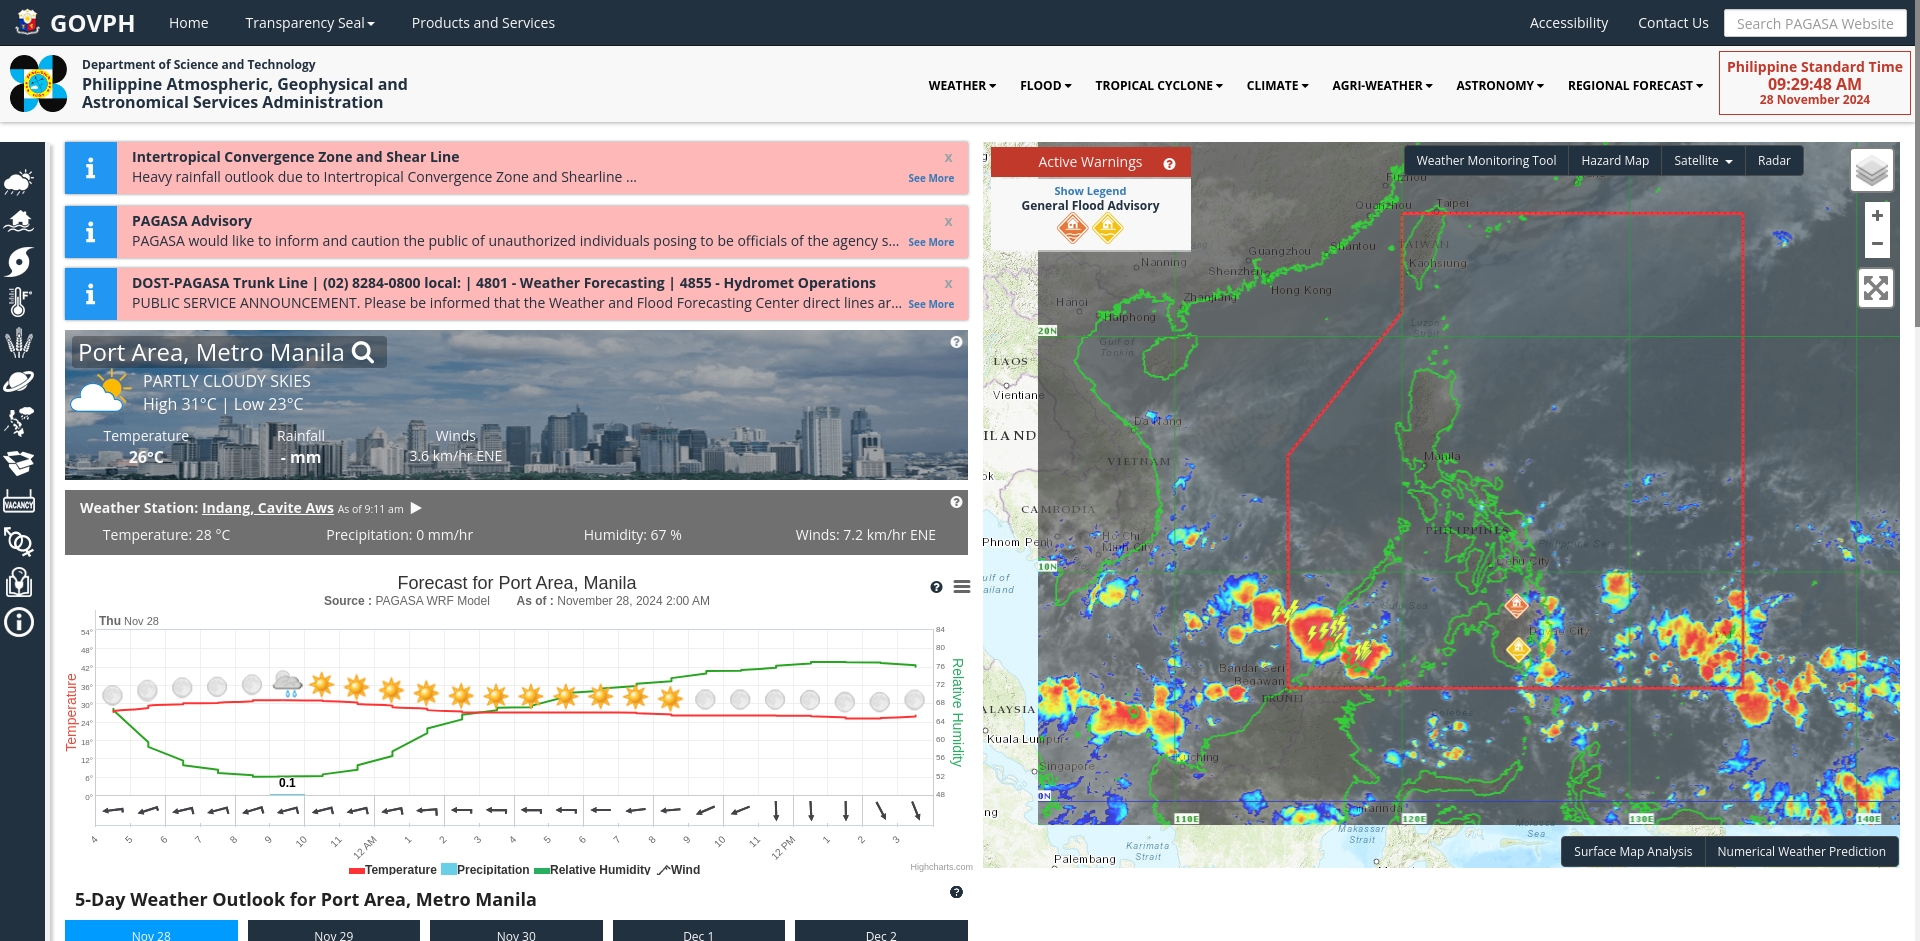 GOVPH
Home
Transparency Seal
Products and Services
Accessibility
Contact Us
Search PAGASA Website
Department of Science and Technology
Philippine Atmospheric, Geophysical and
Astronomical Services Administration
WEATHER
FLOOD
TROPICAL CYCLONE
CLIMATE
AGRI-WEATHER
ASTRONOMY
REGIONAL FORECAST
Philippine Standard Time
09:29:48 AM
28 November 2024
VACANCY
Intertropical Convergence Zone and Shear Line
x
Heavy rainfall outlook due to Intertropical Convergence Zone and Shearline ...
See More
PAGASA Advisory
x
PAGASA would like to inform and caution the public of unauthorized individuals posing to be officials of the agency s...
See More
DOST-PAGASA Trunk Line | (02) 8284-0800 local: | 4801 - Weather Forecasting | 4855 - Hydromet Operations
x
PUBLIC SERVICE ANNOUNCEMENT. Please be informed that the Weather and Flood Forecasting Center direct lines ar...
See More
Port Area, Metro Manila
PARTLY CLOUDY SKIES
High 31°C | Low 23°C
Temperature
26°C
Rainfall
- mm
Winds
3.6 km/hr ENE
Weather Station: Indang, Cavite Aws As of 9:11 am
Temperature: 28 °C
Precipitation: 0 mm/hr
Humidity: 67 %
Winds: 7.2 km/hr ENE
Forecast for Port Area, Manila
Source : PAGASA WRF Model As of : November 28, 2024 2:00 AM
Thu Nov 28
Temperature
54°
48°
42°
36°
30°
24°
18°
12°
6°
0°
84
80
76
72
68
64
60
56
52
48
Relative Humidity
0.1
4 5 6 7 8 9 10 11 12 AM 1 2 3 4 5 6 7 8 9 10 11 12 PM 1 2 3
Temperature Precipitation Relative Humidity Wind
Highcharts.com
5-Day Weather Outlook for Port Area, Metro Manila
Nov 28
Nov 29
Nov 30
Dec 1
Dec 2
Active Warnings
Show Legend
General Flood Advisory
Weather Monitoring Tool
Hazard Map
Satellite
Radar
+
−
Fuzhou
Quanzhou
Taipei
Guangzhou
Shantou
TAIWAN
Nanning
Shenzhen
Kaohsiung
Hong Kong
Hanoi
Zhanjiang
Haiphong
Luzon
Strait
20N
Gulf of
Tonkin
LAOS
Vientiane
Da Nang
ILAND
Manila
VIETNAM
ok
CAMBODIA
PHILIPPINES
Phnom Penh
Ho Chi
Minh City
Cebu City
10N
ulf of
ailand
Sulu Sea
Davao City
Bandar Seri
Begawan
BRUNEI
ALAYSIA
Celebes
Kuala Lumpur
Kuching
Singapore
0N
ng
Samarinda
110E
120E
130E
140E
Makassar
Strait
Molucca
Sea
Karimata
Strait
Palembang
Surface Map Analysis
Numerical Weather Prediction